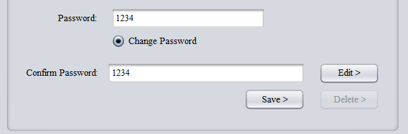 Password: 1234
Change Password
Confirm Password: 1234 Edit >
Save > Delete >